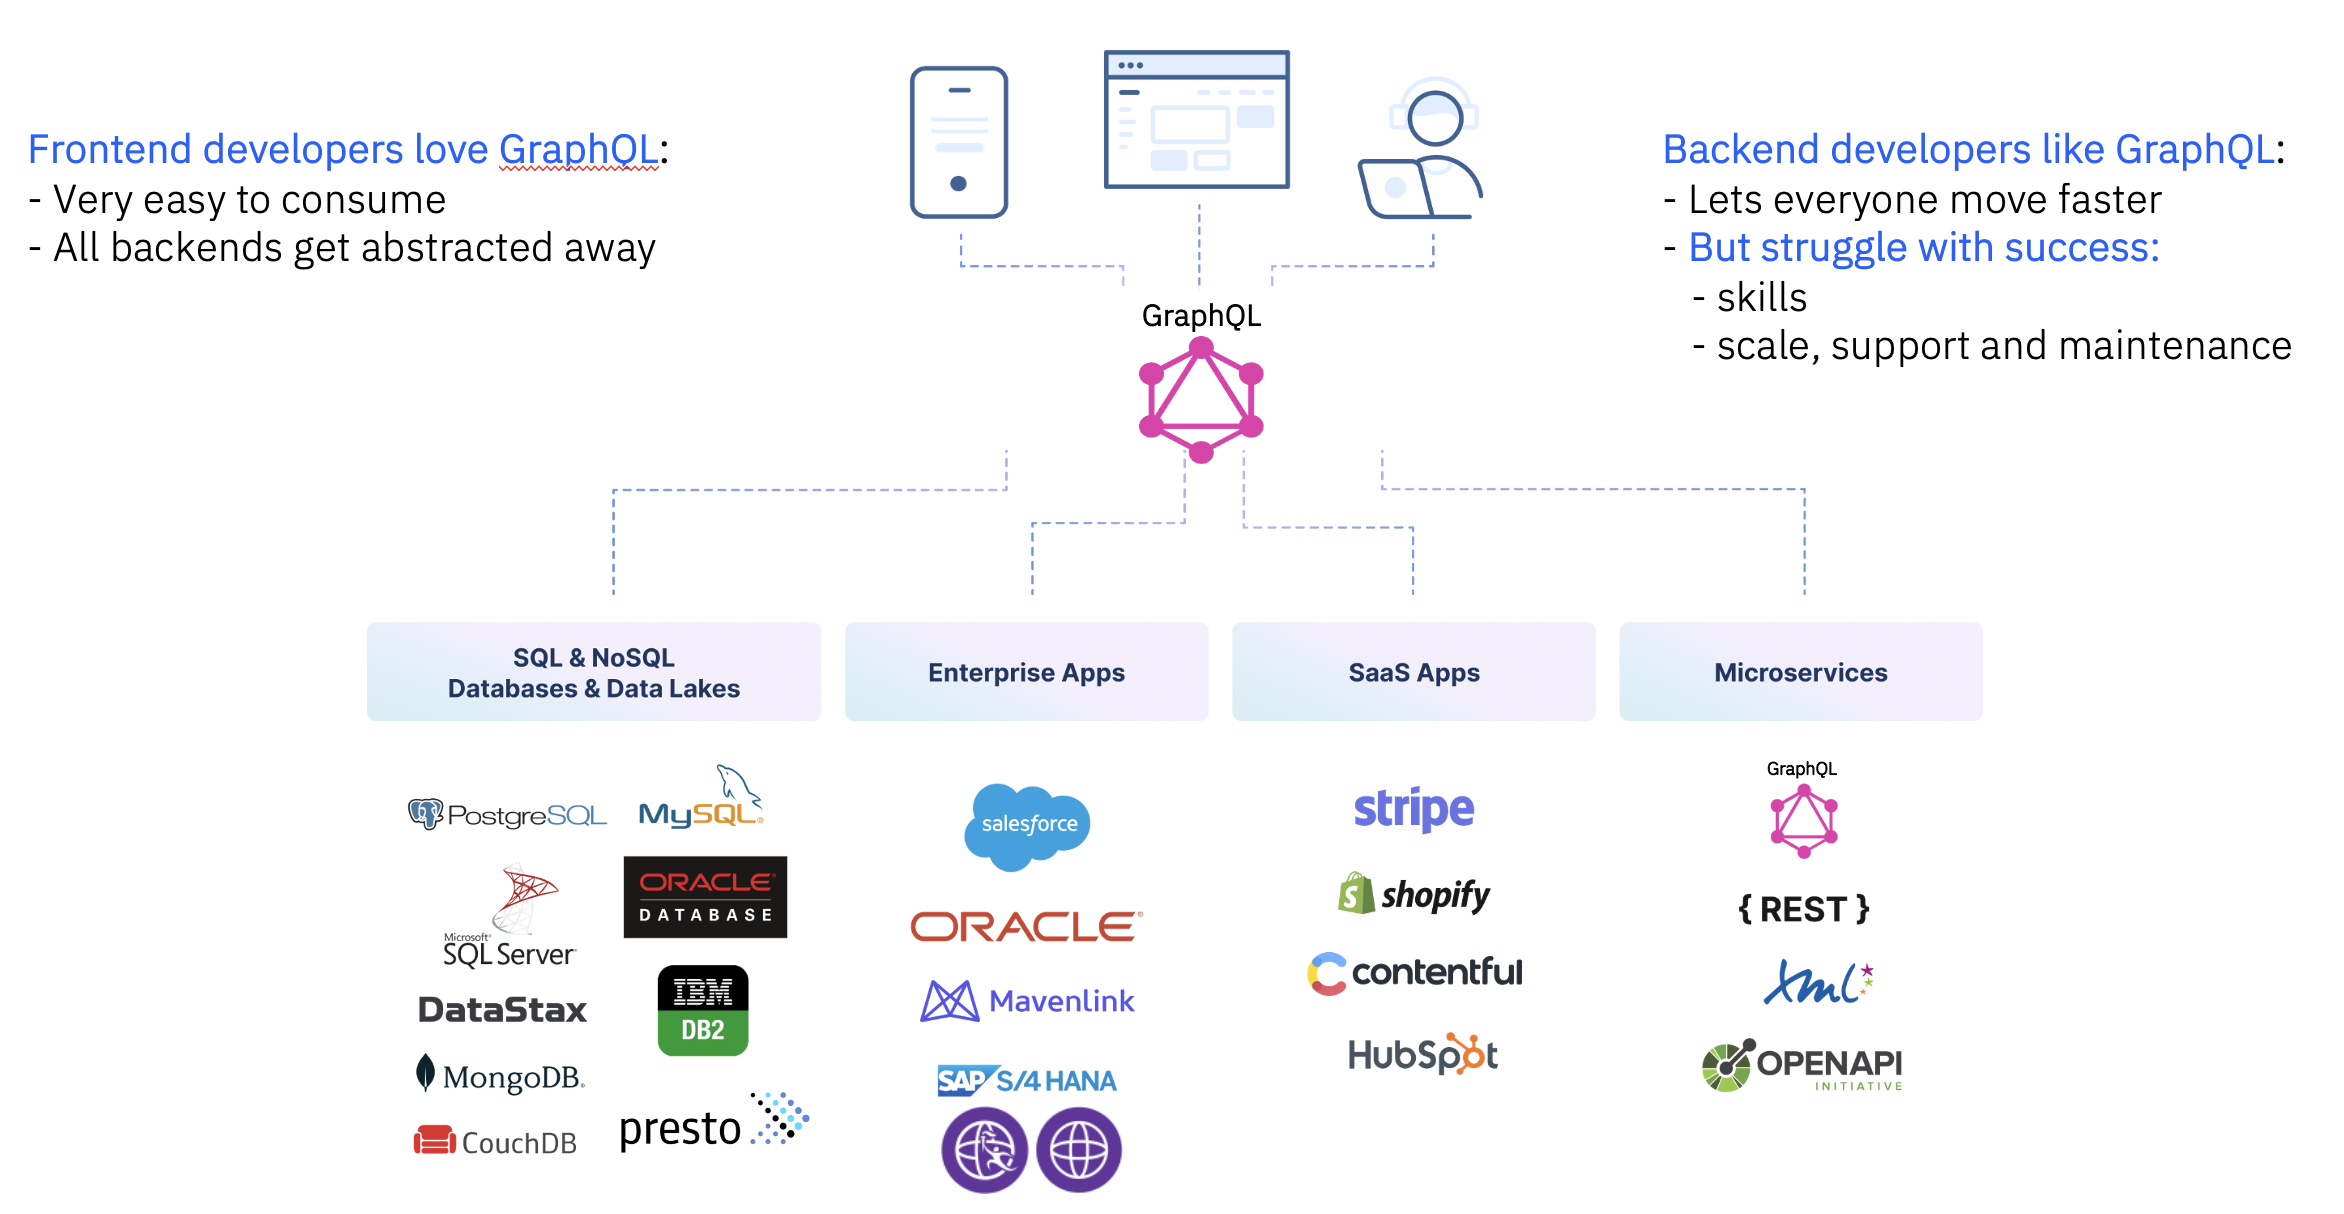 Frontend developers love GraphQL:
- Very easy to consume
- All backends get abstracted away
Backend developers like GraphQL:
- Lets everyone move faster
- But struggle with success:
- skills
- scale, support and maintenance
GraphQL
SQL & NoSQL
Databases & Data Lakes
Enterprise Apps
SaaS Apps
Microservices
PostgreSQL
MySQL®
Microsoft®
SQL Server®
ORACLE®
DATABASE
DataStax
IBM
DB2
MongoDB®
CouchDB
presto
salesforce
ORACLE®
Mavenlink
SAP S/4 HANA
stripe
shopify
contentful
HubSpot
GraphQL
{ REST }
xml
OPENAPI
INITIATIVE